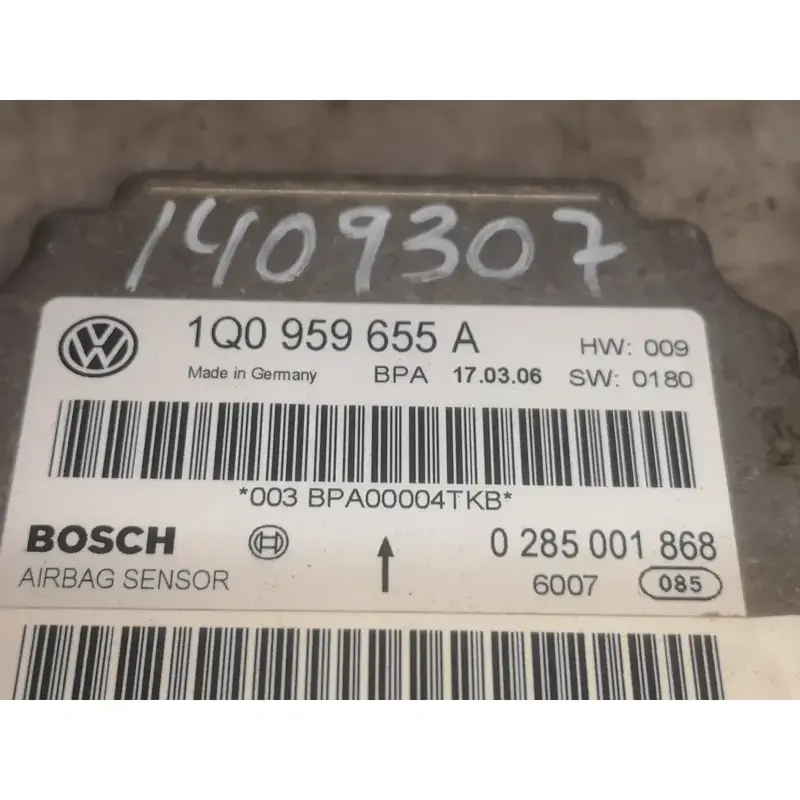 1409307
1Q0 959 655 A HW: 009
Made in Germany BPA 17.03.06 SW: 0180
*003 BPA00004TKB*
BOSCH 0 285 001 868
AIRBAG SENSOR 6007 085